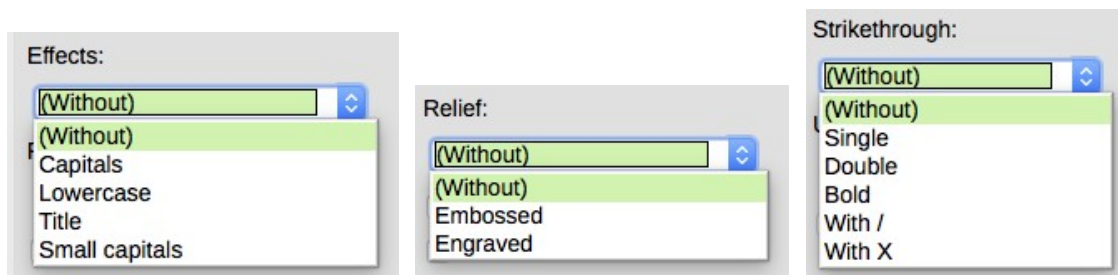 Effects:
(Without)
(Without)
Capitals
Lowercase
Title
Small capitals
Relief:
(Without)
(Without)
Embossed
Engraved
Strikethrough:
(Without)
(Without)
Single
Double
Bold
With /
With X